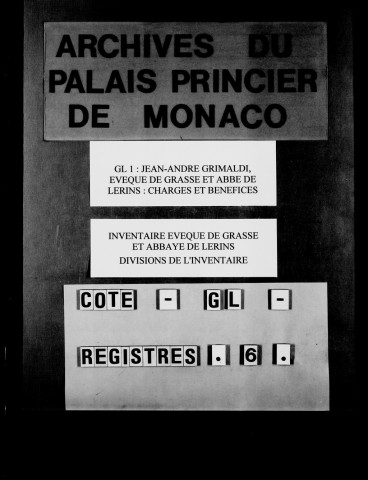 ARCHIVES DU
PALAIS PRINCIER
DE MONACO
GL 1 : JEAN-ANDRE GRIMALDI,
EVEQUE DE GRASSE ET ABBE DE
LERINS : CHARGES ET BENEFICES
INVENTAIRE EVEQUE DE GRASSE
ET ABBAYE DE LERINS
DIVISIONS DE L'INVENTAIRE
COTE - GL -
REGISTRES . 6 .